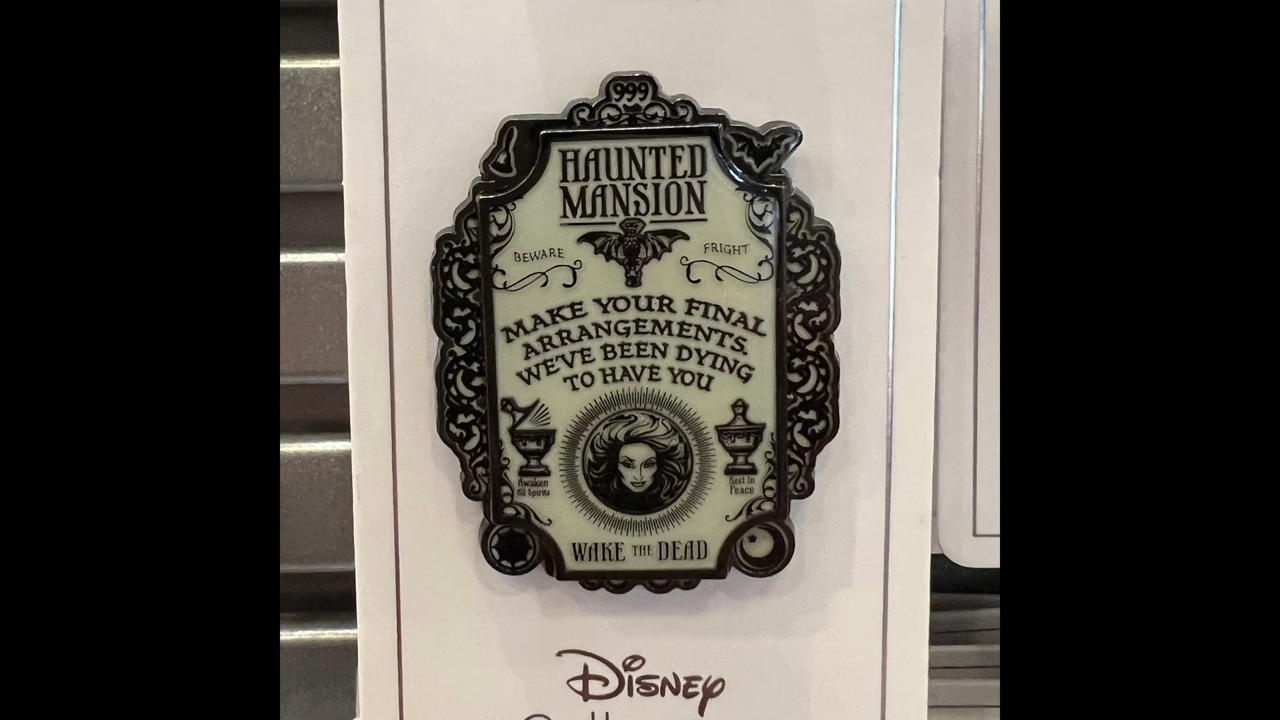 999
HAUNTED
MANSION
BEWARE
FRIGHT
MAKE YOUR FINAL
ARRANGEMENTS.
WE'VE BEEN DYING
TO HAVE YOU
Awaken
All Spirits
Rest In
Peace
WAKE THE DEAD
Disney